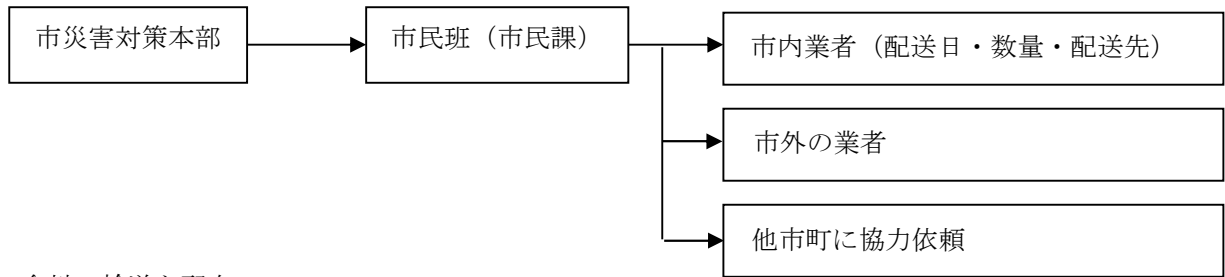 市災害対策本部
市民班（市民課）
市内業者（配送日・数量・配送先）
市外の業者
他市町に協力依頼